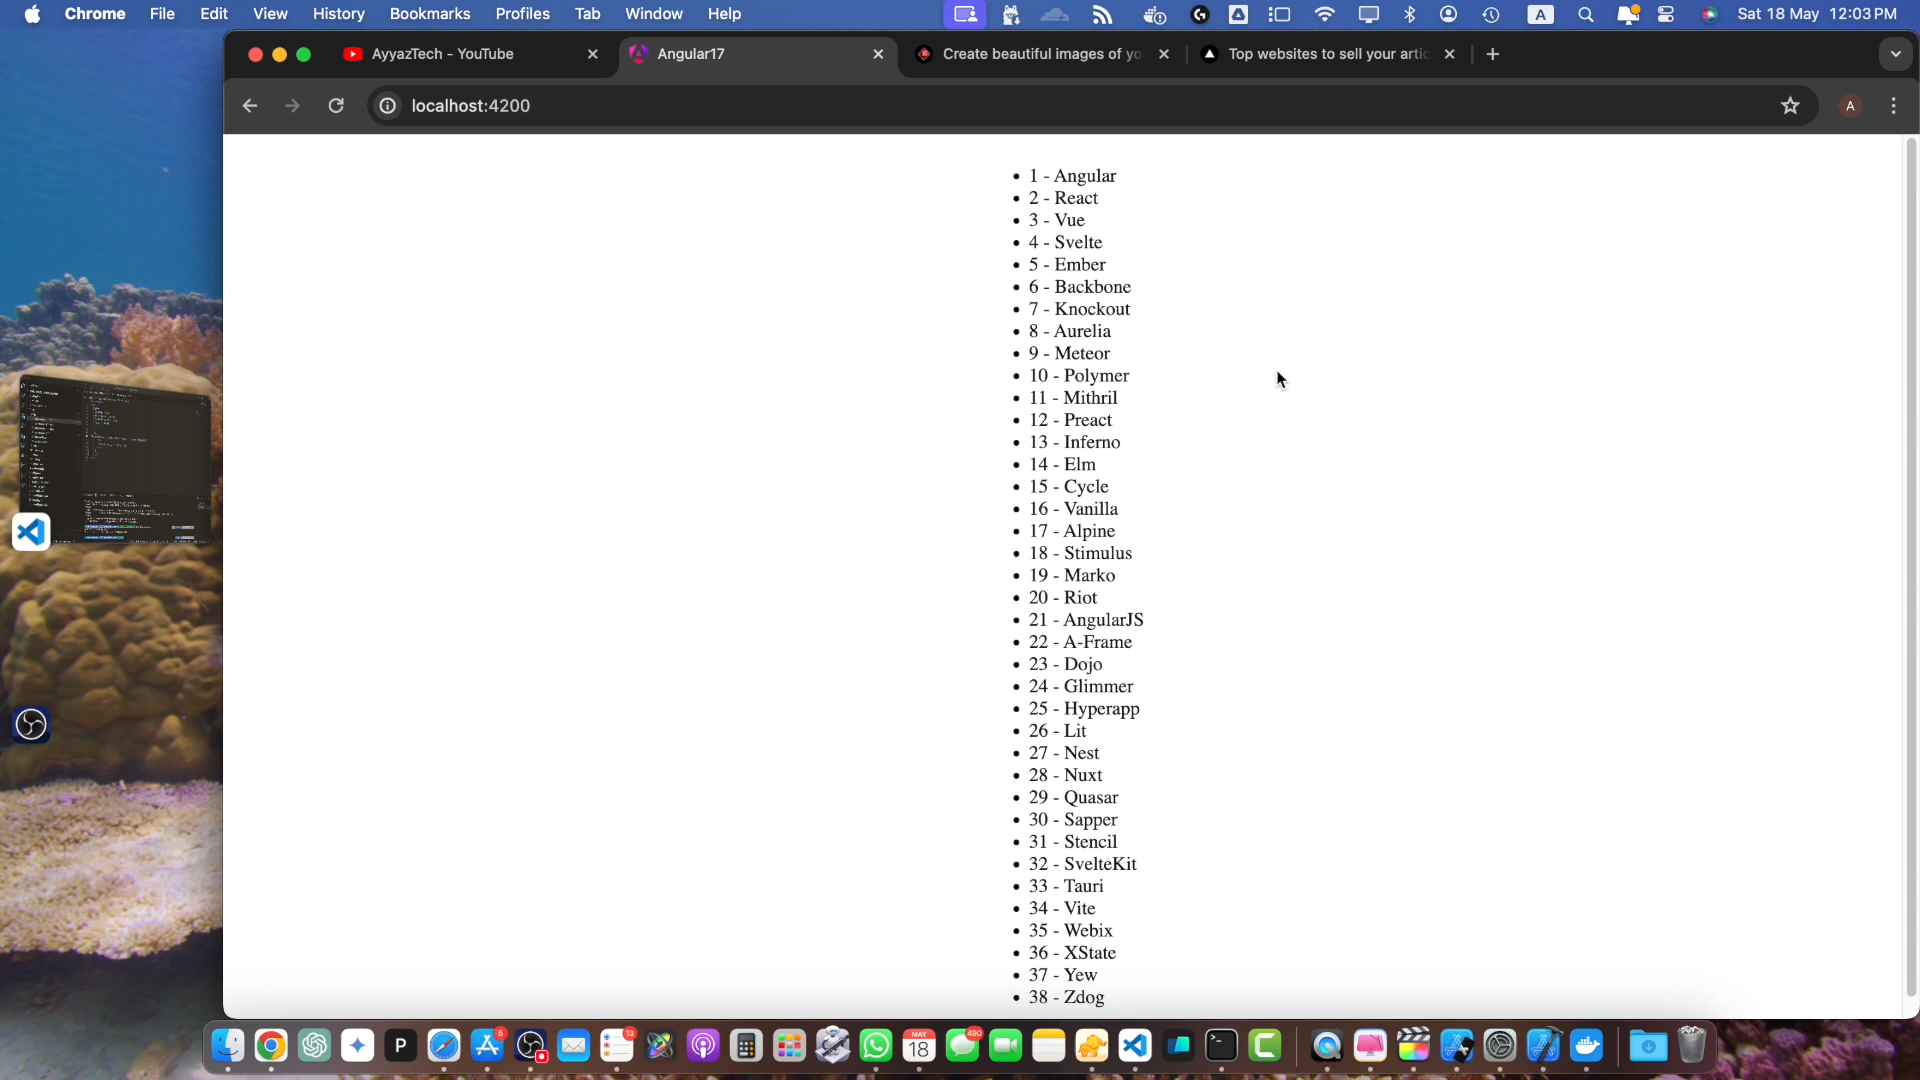 Chrome File Edit View History Bookmarks Profiles Tab Window Help A Sat 18 May 12:03 PM
AyyazTech - YouTube Angular17 Create beautiful images of yo Top websites to sell your artic
localhost:4200 A
• 1 - Angular
• 2 - React
• 3 - Vue
• 4 - Svelte
• 5 - Ember
• 6 - Backbone
• 7 - Knockout
• 8 - Aurelia
• 9 - Meteor
• 10 - Polymer
• 11 - Mithril
• 12 - Preact
• 13 - Inferno
• 14 - Elm
• 15 - Cycle
• 16 - Vanilla
• 17 - Alpine
• 18 - Stimulus
• 19 - Marko
• 20 - Riot
• 21 - AngularJS
• 22 - A-Frame
• 23 - Dojo
• 24 - Glimmer
• 25 - Hyperapp
• 26 - Lit
• 27 - Nest
• 28 - Nuxt
• 29 - Quasar
• 30 - Sapper
• 31 - Stencil
• 32 - SvelteKit
• 33 - Tauri
• 34 - Vite
• 35 - Webix
• 36 - XState
• 37 - Yew
• 38 - Zdog
5 13 490
P MAY
18